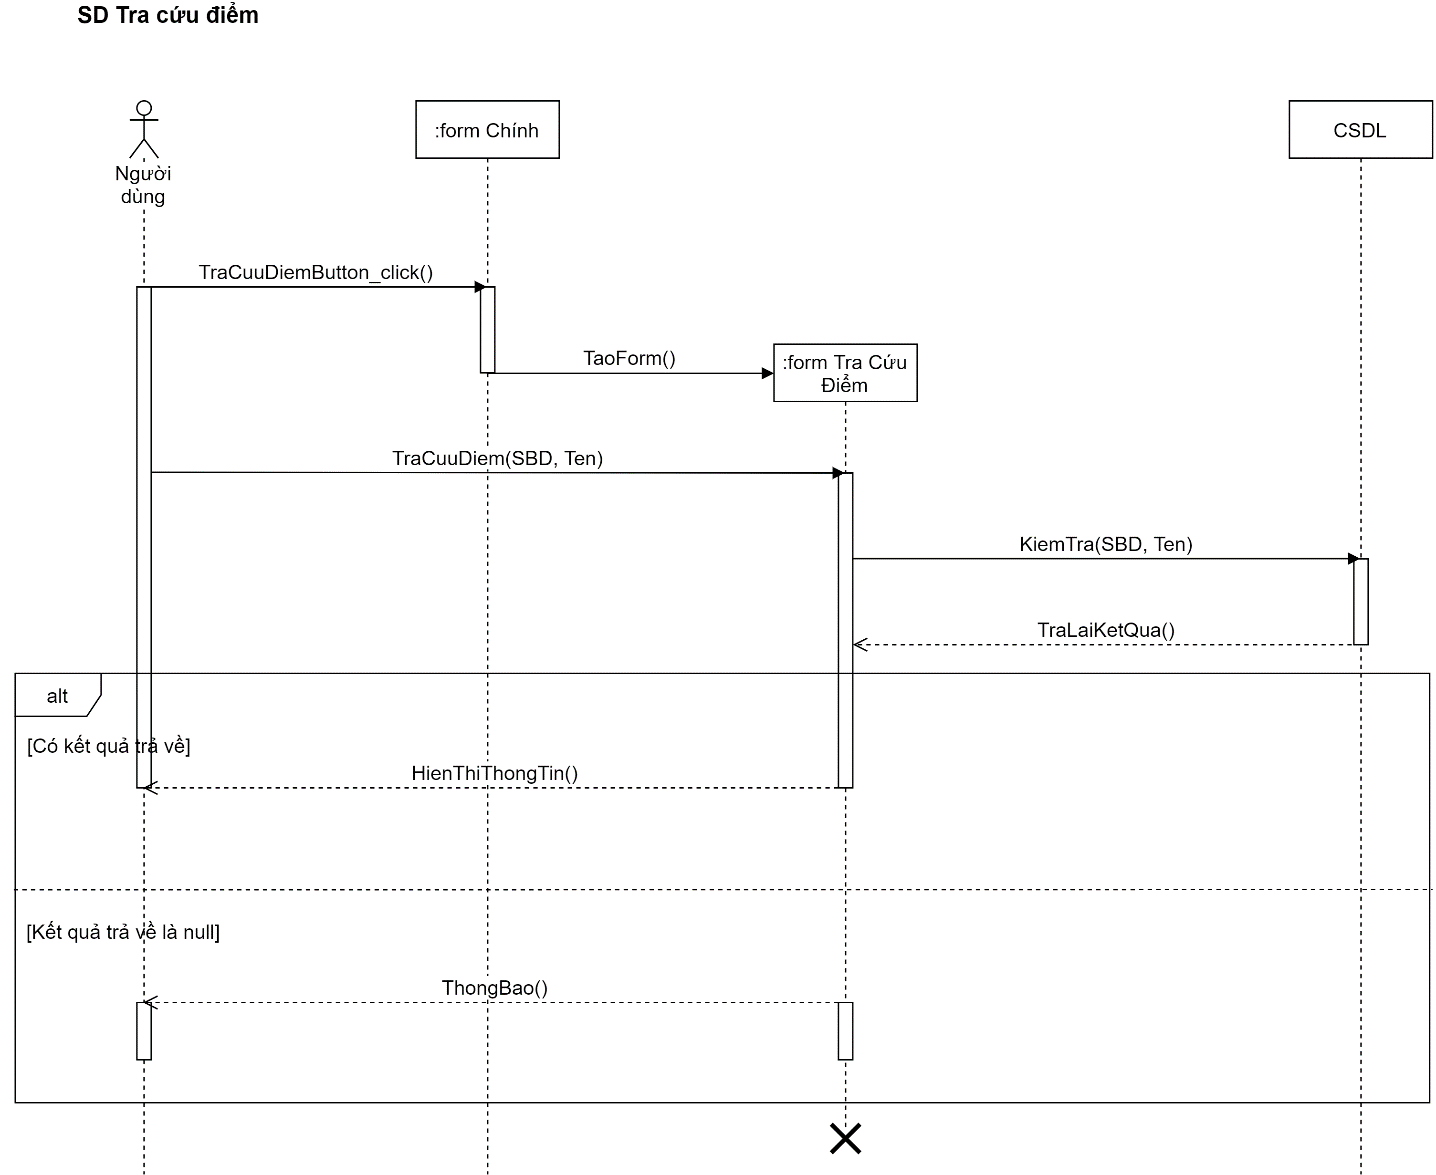 SD Tra cứu điểm
Người
dùng
:form Chính
CSDL
TraCuuDiemButton_click()
TaoForm()
:form Tra Cứu
Điểm
TraCuuDiem(SBD, Ten)
KiemTra(SBD, Ten)
TraLaiKetQua()
alt
[Có kết quả trả về]
HienThiThongTin()
[Kết quả trả về là null]
ThongBao()